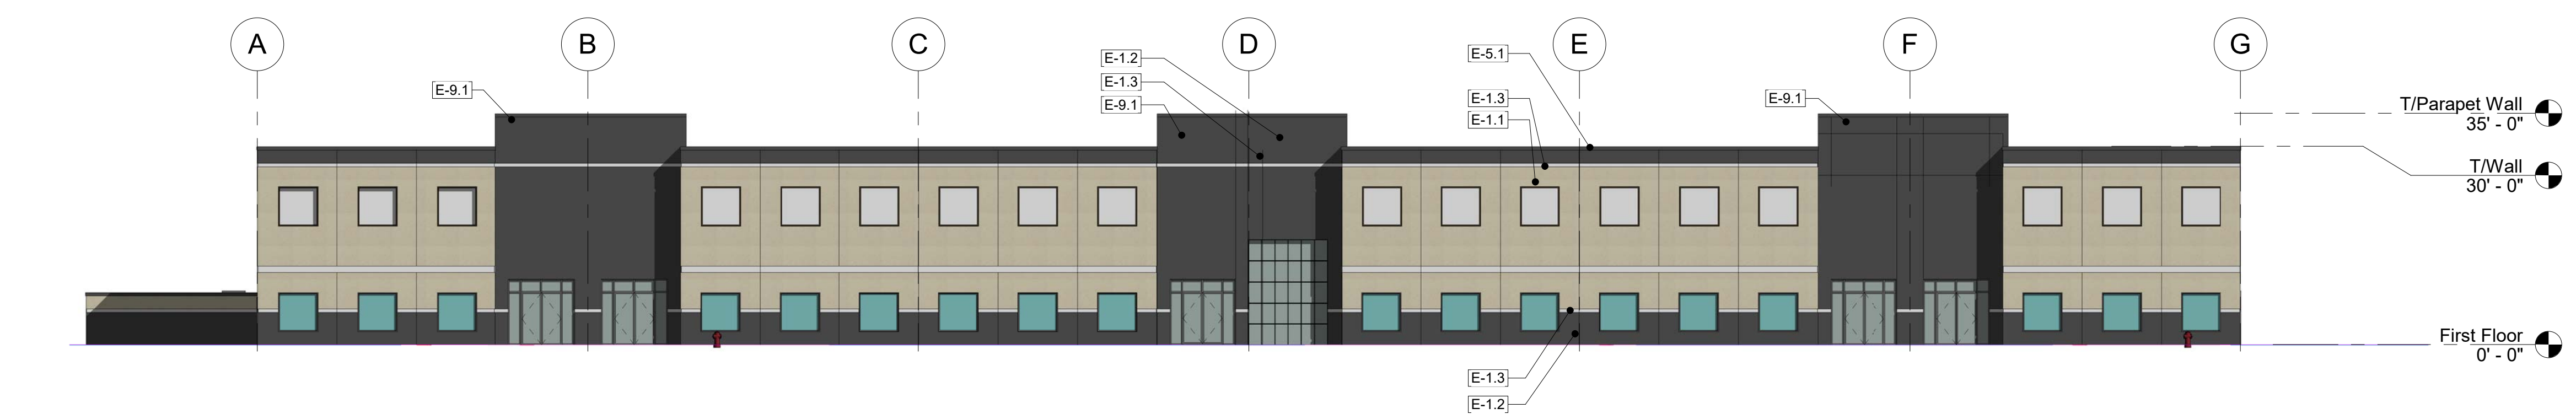 A
B
C
D
E
F
G
E-9.1
E-1.2
E-1.3
E-9.1
E-5.1
E-1.3
E-1.1
E-9.1
T/Parapet Wall
35' - 0"
T/Wall
30' - 0"
First Floor
0' - 0"
E-1.3
E-1.2